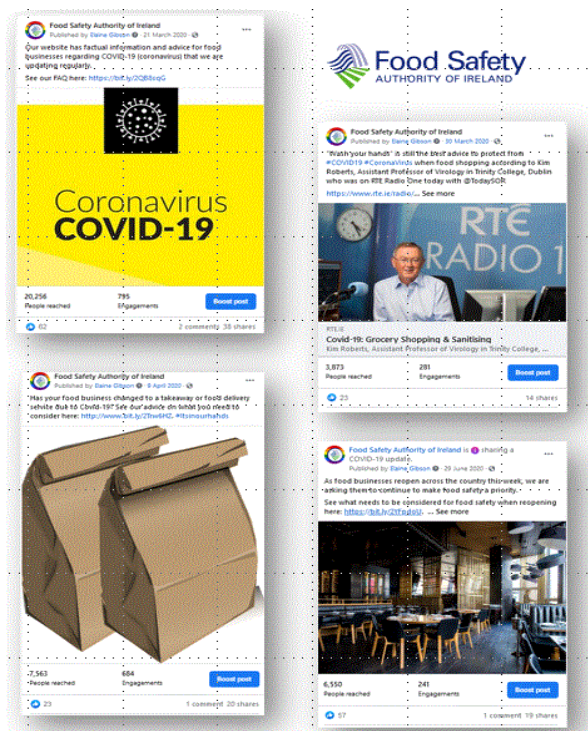 Food Safety Authority of Ireland
Published by Elaine Gibson · 21 March 2020 ·
Our website has factual information and advice for food
businesses regarding COVID-19 (coronavirus) that we are
updating regularly.
See our FAQ here:
Coronavirus
COVID-19
20,256
People reached
795
Engagements
Boost post
62
2 comments 38 shares
Food Safety Authority of Ireland
Published by Elaine Gibson · 9 April 2020 ·
Has your food business changed to a takeaway or food delivery
service due to Covid-19? See our advice on what you need to
consider here: #itsinourhands
7,563
People reached
684
Engagements
Boost post
23
1 comment 20 shares
Food Safety
AUTHORITY OF IRELAND
Food Safety Authority of Ireland
Published by Elaine Gibson · 30 March 2020 ·
"Wash your hands" is still the best advice to protect from
#COVID19 #CoronaVirus when food shopping according to Kim
Roberts, Assistant Professor of Virology in Trinity College, Dublin
who was on RTE Radio One today with @TodaySOR
https://www.rte.ie/radio/... See more
RTÉ
RADIO 1
RTE.IE
Covid-19: Grocery Shopping & Sanitising
Kim Roberts, Assistant Professor of Virology in Trinity College, ...
3,873
People reached
281
Engagements
Boost post
23
14 shares
Food Safety Authority of Ireland is sharing a
COVID-19 update.
Published by Elaine Gibson · 29 June 2020 ·
As food businesses reopen across the country this week, we are
asking them to continue to make food safety a priority.
See what needs to be considered for food safety when reopening
here: ... See more
6,550
People reached
241
Engagements
Boost post
57
1 comment 19 shares